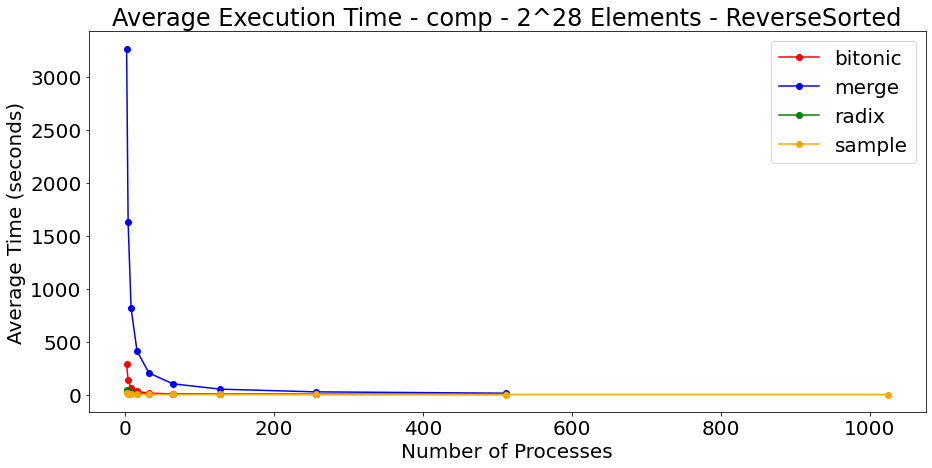 Average Execution Time - comp - 2^28 Elements - ReverseSorted
bitonic
merge
radix
sample
Average Time (seconds)
3000
2500
2000
1500
1000
500
0
0 200 400 600 800 1000
Number of Processes